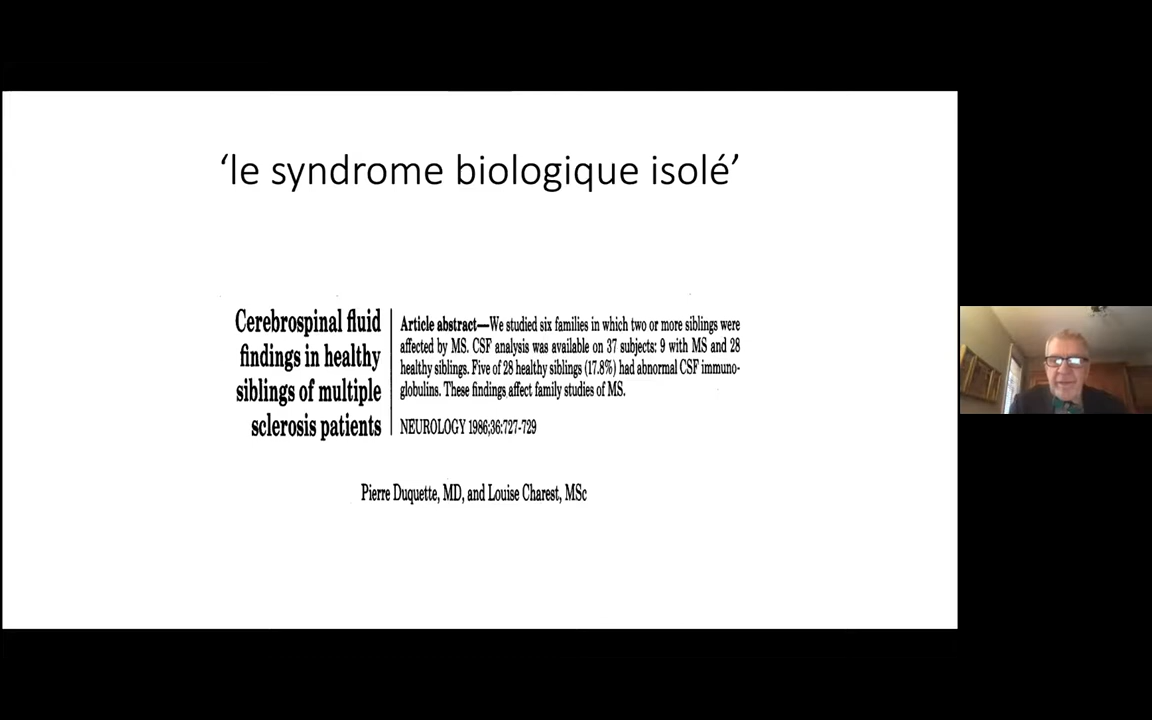 ‘le syndrome biologique isolé’
Cerebrospinal fluid
findings in healthy
siblings of multiple
sclerosis patients
Article abstract—We studied six families in which two or more siblings were
affected by MS. CSF analysis was available on 37 subjects: 9 with MS and 28
healthy siblings. Five of 28 healthy siblings (17.8%) had abnormal CSF immuno-
globulins. These findings affect family studies of MS.
NEUROLOGY 1986;36:727-729
Pierre Duquette, MD, and Louise Charest, MSc